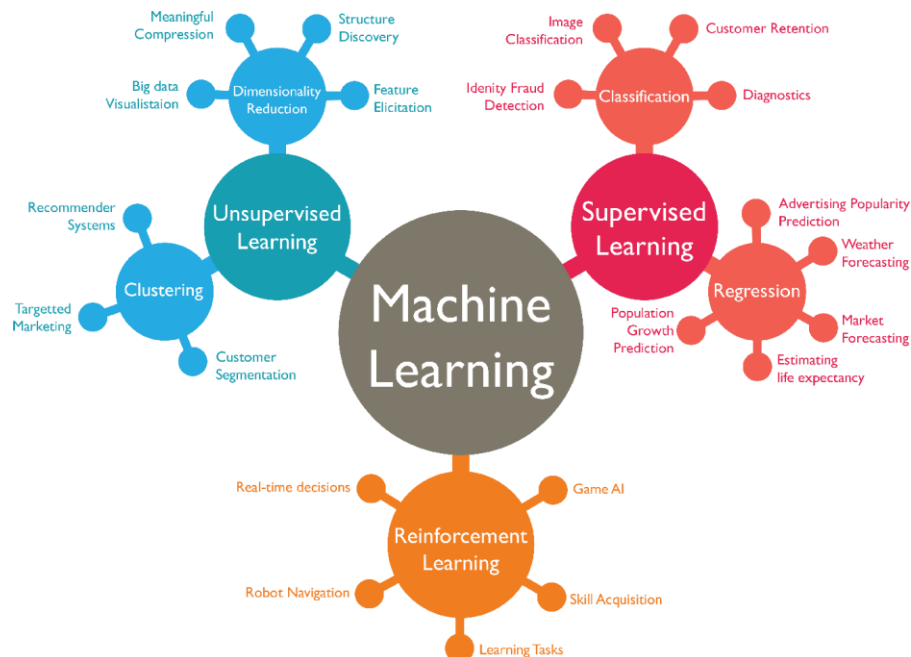 Meaningful
Compression
Structure
Discovery
Big data
Visualistaion
Dimensionality
Reduction
Feature
Elicitation
Image
Classification
Customer Retention
Idenity Fraud
Detection
Classification
Diagnostics
Unsupervised
Learning
Supervised
Learning
Recommender
Systems
Clustering
Targetted
Marketing
Customer
Segmentation
Machine
Learning
Advertising Popularity
Prediction
Weather
Forecasting
Regression
Population
Growth
Prediction
Market
Forecasting
Estimating
life expectancy
Real-time decisions
Game AI
Reinforcement
Learning
Robot Navigation
Skill Acquisition
Learning Tasks